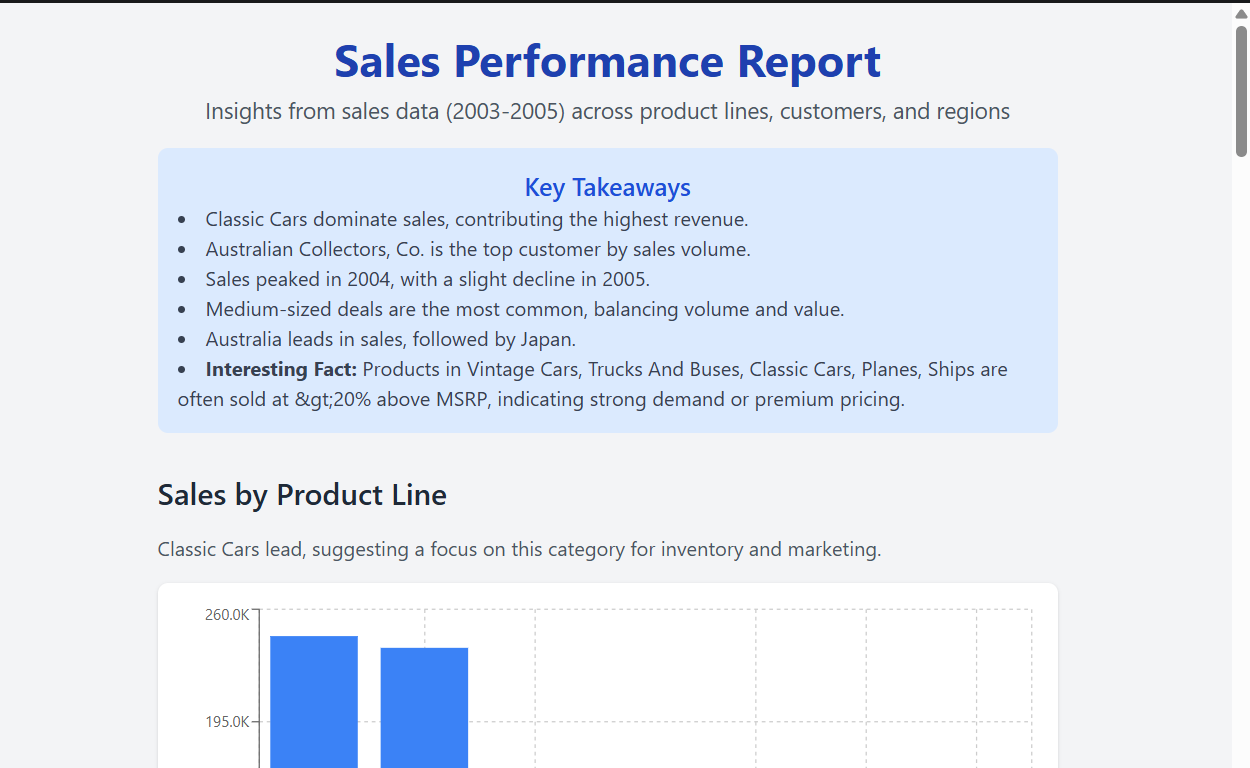 Sales Performance Report
Insights from sales data (2003-2005) across product lines, customers, and regions
Key Takeaways
• Classic Cars dominate sales, contributing the highest revenue.
• Australian Collectors, Co. is the top customer by sales volume.
• Sales peaked in 2004, with a slight decline in 2005.
• Medium-sized deals are the most common, balancing volume and value.
• Australia leads in sales, followed by Japan.
• Interesting Fact: Products in Vintage Cars, Trucks And Buses, Classic Cars, Planes, Ships are
often sold at &gt;20% above MSRP, indicating strong demand or premium pricing.
Sales by Product Line
Classic Cars lead, suggesting a focus on this category for inventory and marketing.
260.0K
195.0K